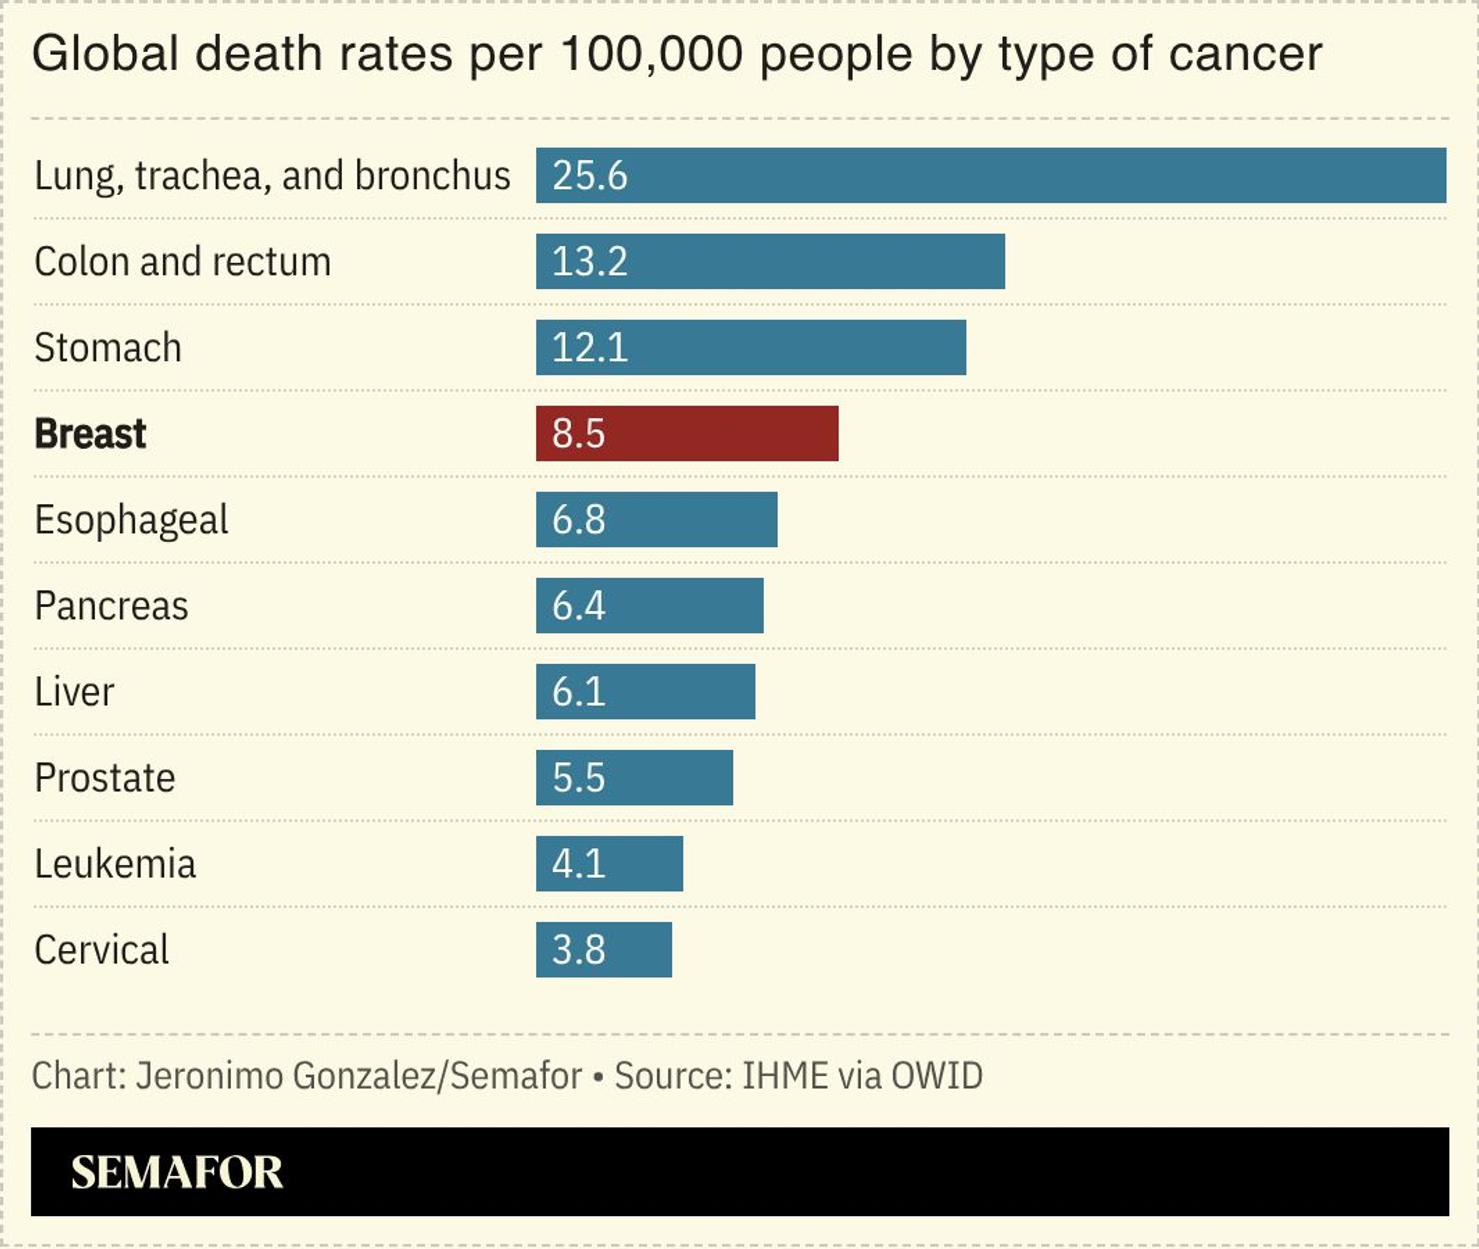 Global death rates per 100,000 people by type of cancer
Lung, trachea, and bronchus 25.6
Colon and rectum 13.2
Stomach 12.1
Breast 8.5
Esophageal 6.8
Pancreas 6.4
Liver 6.1
Prostate 5.5
Leukemia 4.1
Cervical 3.8
Chart: Jeronimo Gonzalez/Semafor • Source: IHME via OWID
SEMAFOR